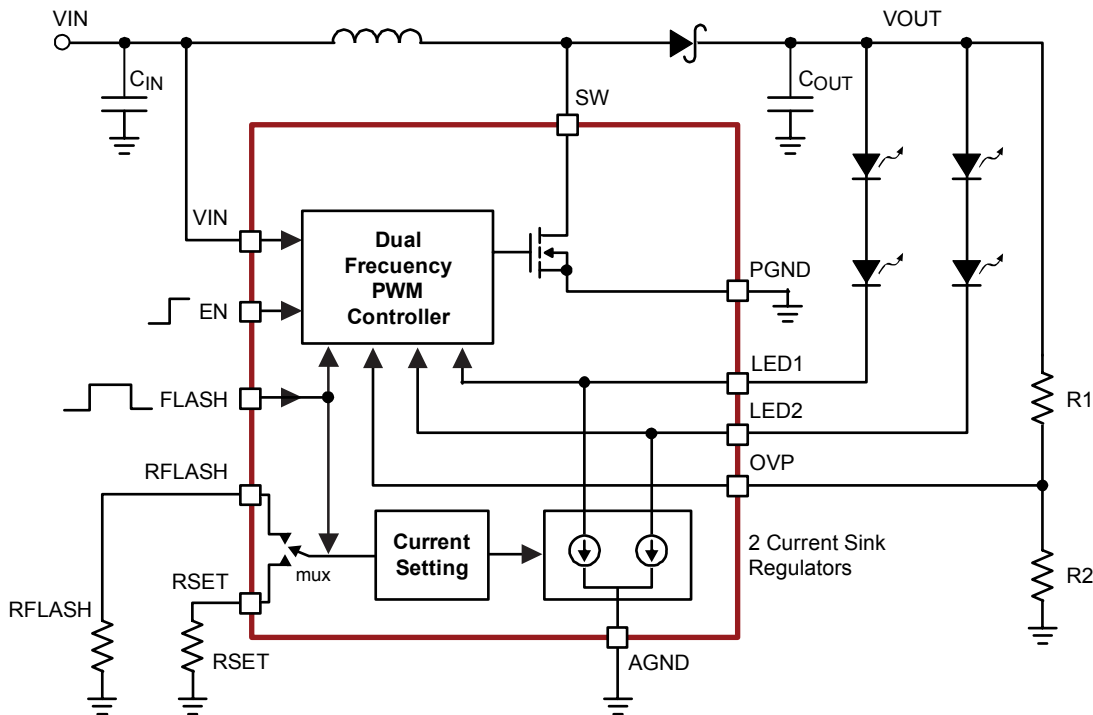 VIN
VOUT
CIN
COUT
SW
VIN
Dual
Frecuency
PWM
Controller
PGND
EN
LED1
FLASH
R1
LED2
OVP
RFLASH
Current
Setting
2 Current Sink
Regulators
mux
R2
RSET
RFLASH
RSET
AGND